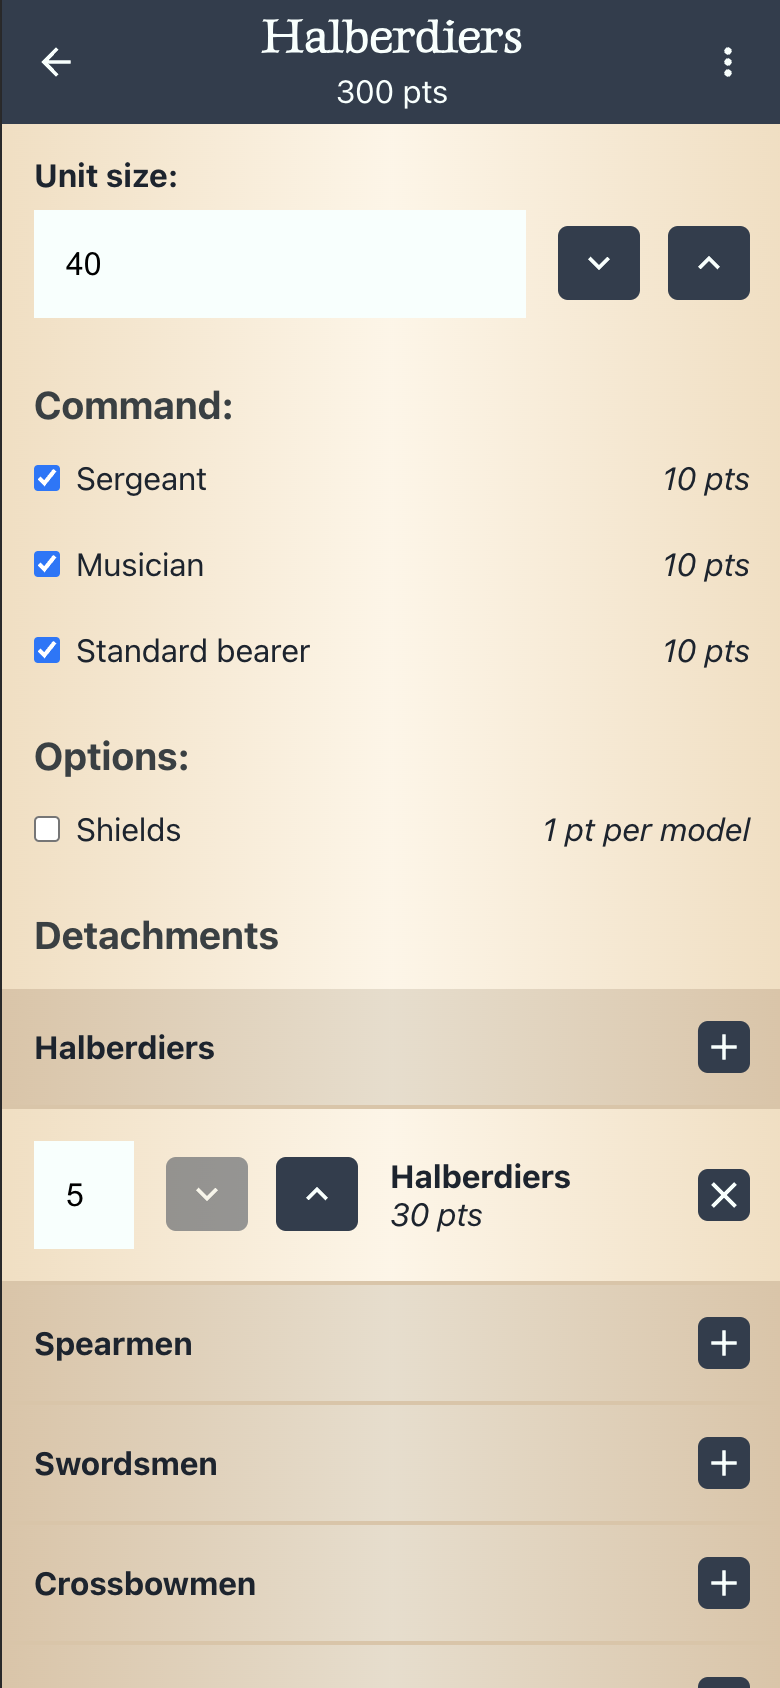 Halberdiers
300 pts
Unit size:
40
Command:
Sergeant 10 pts
Musician 10 pts
Standard bearer 10 pts
Options:
Shields 1 pt per model
Detachments
Halberdiers
5 Halberdiers
30 pts
Spearmen
Swordsmen
Crossbowmen